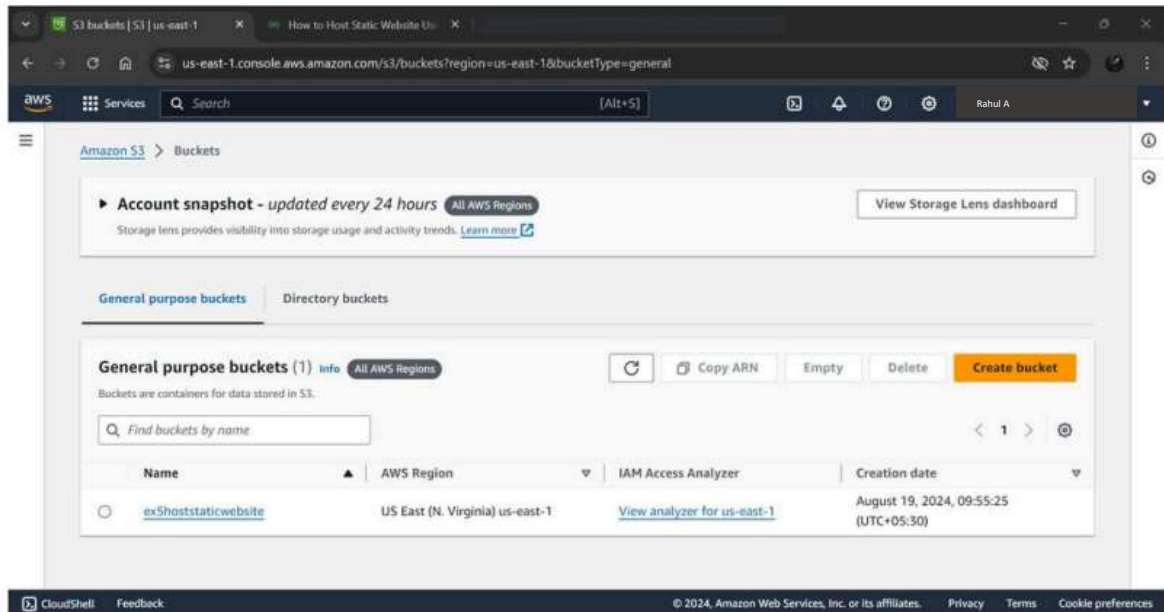 S3 buckets | S3 | us-east-1
How to Host Static Website Us
us-east-1.console.aws.amazon.com/s3/buckets?region=us-east-1&bucketType=general
aws
Services
Search
[Alt+S]
Rahul A
Amazon S3 > Buckets
Account snapshot - updated every 24 hours All AWS Regions
View Storage Lens dashboard
Storage lens provides visibility into storage usage and activity trends. Learn more
General purpose buckets
Directory buckets
General purpose buckets (1) Info All AWS Regions
Copy ARN
Empty
Delete
Create bucket
Buckets are containers for data stored in S3.
Find buckets by name
1
Name
AWS Region
IAM Access Analyzer
Creation date
ex5hoststaticwebsite
US East (N. Virginia) us-east-1
View analyzer for us-east-1
August 19, 2024, 09:55:25
(UTC+05:30)
CloudShell
Feedback
© 2024, Amazon Web Services, Inc. or its affiliates.
Privacy
Terms
Cookie preferences